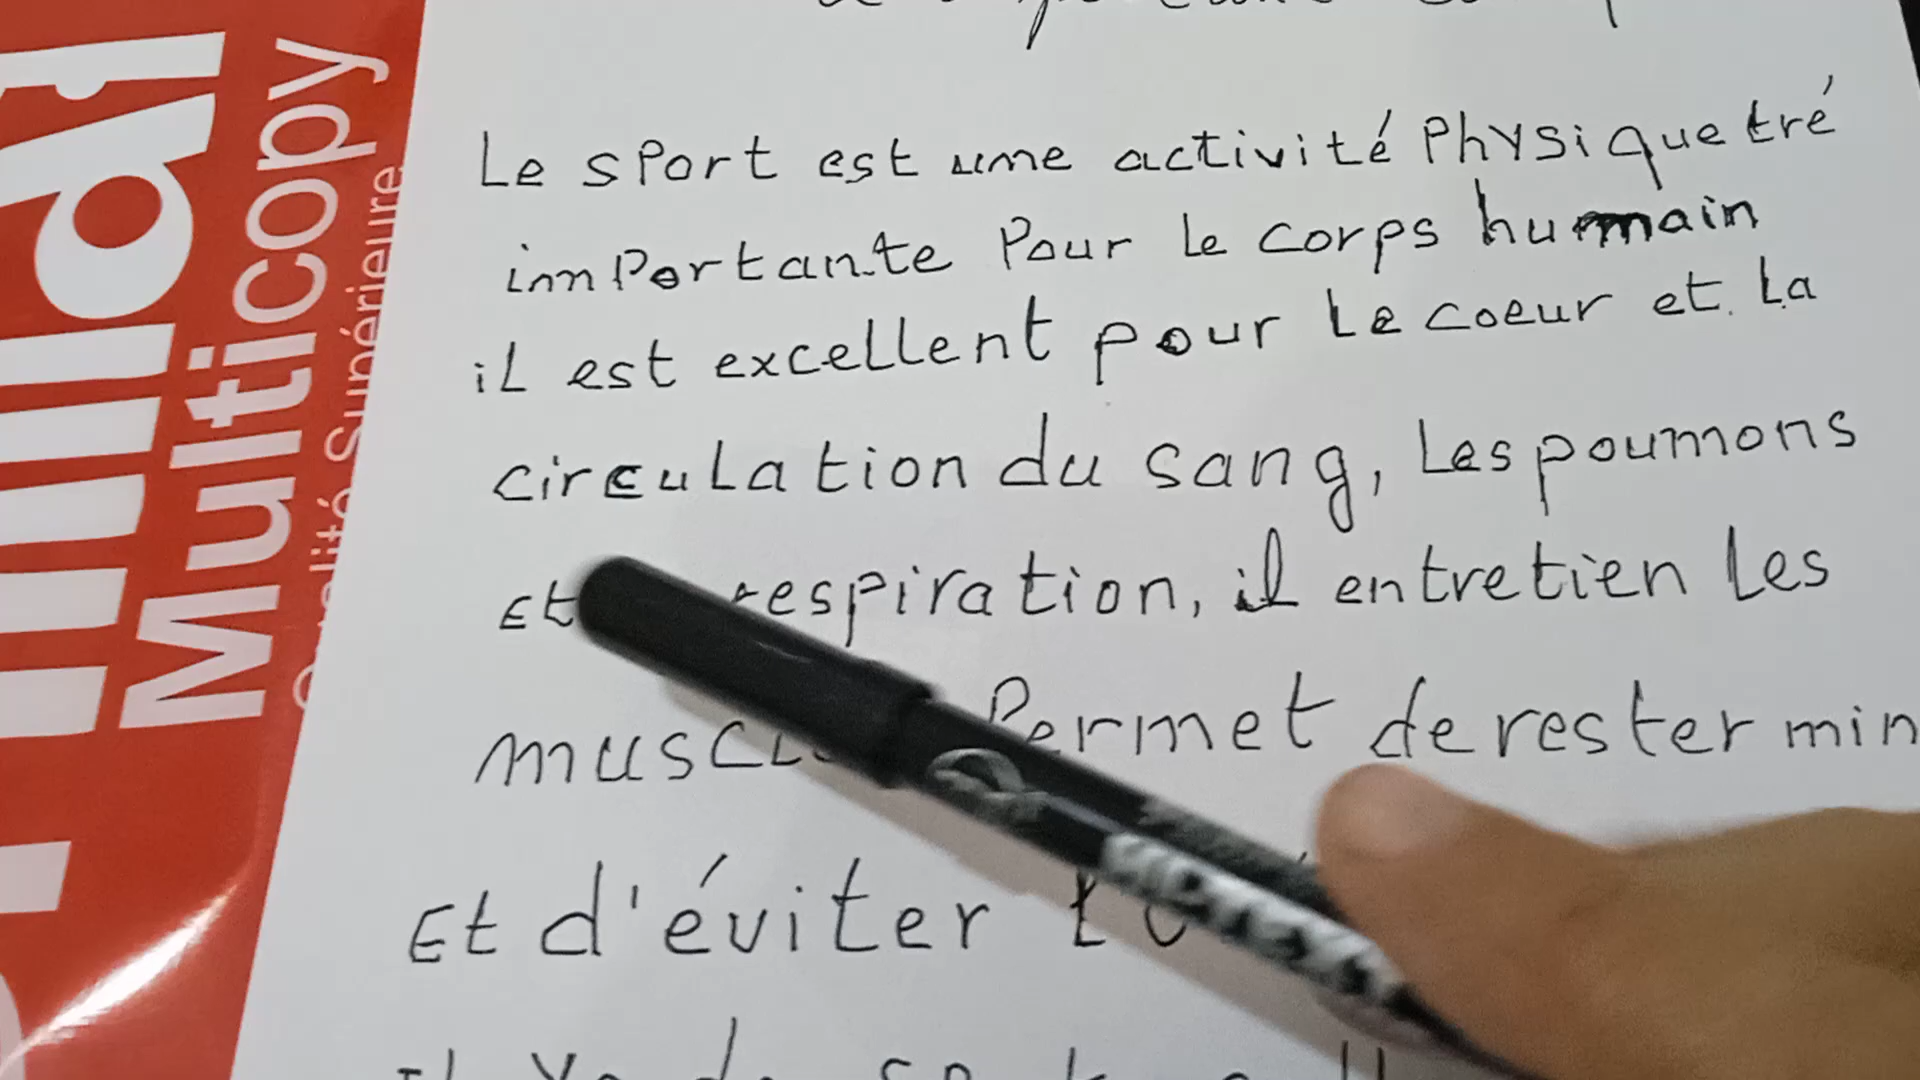 Multicopy
Qualité Supérieure
Le sport est une activité Physique tré
importante Pour le corps humain
il est excellent pour le coeur et la
circulation du sang, les poumons
Et respiration, il entretien les
Permet de rester min
Et d'éviter